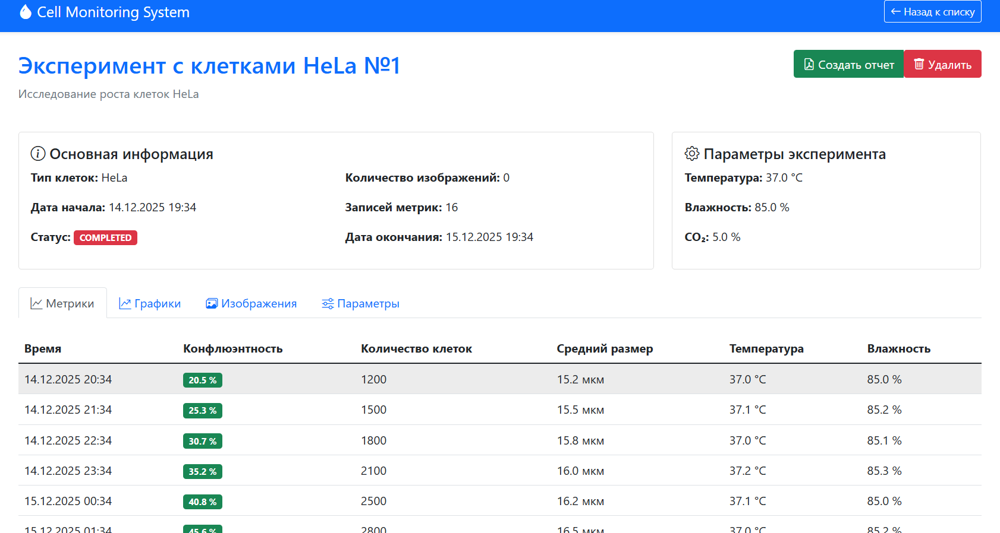 Cell Monitoring System
← Назад к списку
Эксперимент с клетками HeLa №1
Создать отчет
Удалить
Исследование роста клеток HeLa
Основная информация
Тип клеток: HeLa
Количество изображений: 0
Дата начала: 14.12.2025 19:34
Записей метрик: 16
Статус: COMPLETED
Дата окончания: 15.12.2025 19:34
Параметры эксперимента
Температура: 37.0 °C
Влажность: 85.0 %
CO₂: 5.0 %
Метрики Графики Изображения Параметры
Время Конфлюэнтность Количество клеток Средний размер Температура Влажность
14.12.2025 20:34 20.5 % 1200 15.2 мкм 37.0 °C 85.0 %
14.12.2025 21:34 25.3 % 1500 15.5 мкм 37.1 °C 85.2 %
14.12.2025 22:34 30.7 % 1800 15.8 мкм 37.0 °C 85.1 %
14.12.2025 23:34 35.2 % 2100 16.0 мкм 37.2 °C 85.3 %
15.12.2025 00:34 40.8 % 2500 16.2 мкм 37.1 °C 85.0 %
15.12.2025 01:34 45.6 % 2800 16.5 мкм 37.0 °C 85.2 %